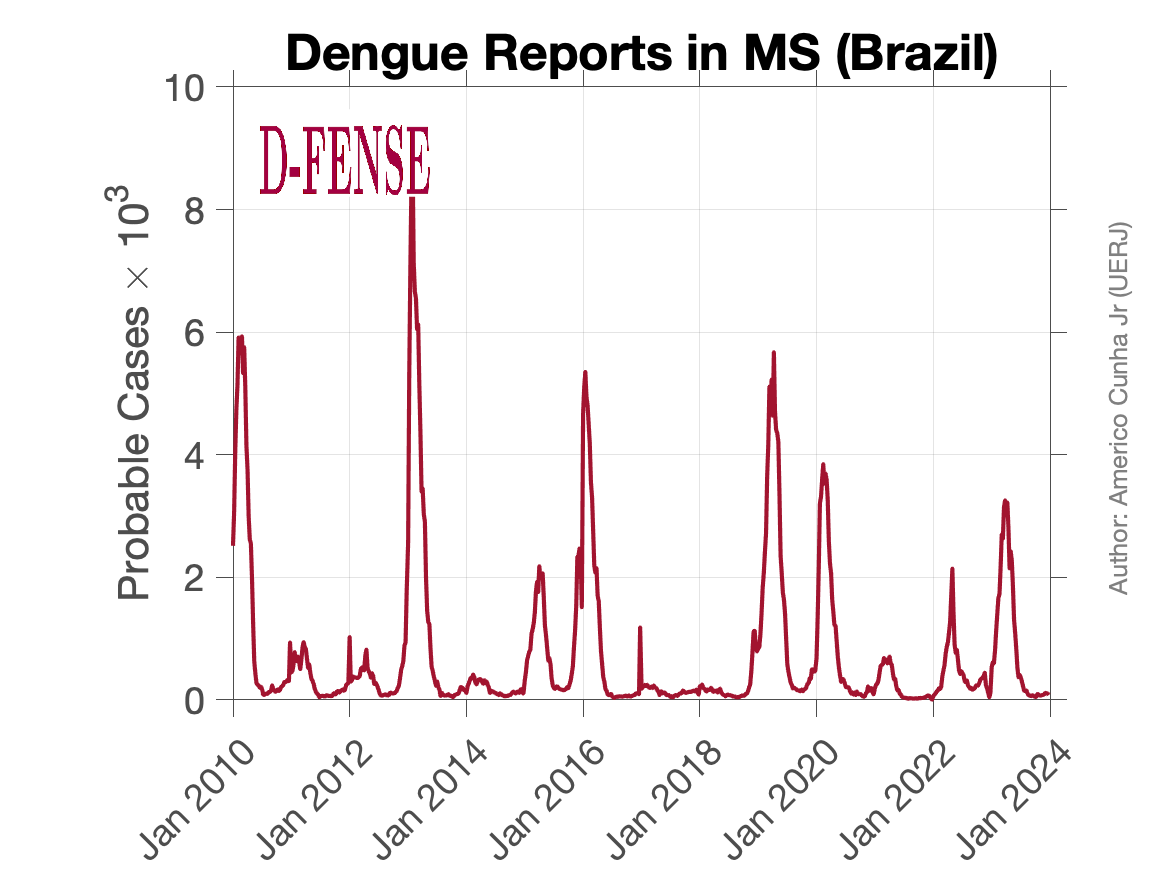 Dengue Reports in MS (Brazil)
D-FENSE
Probable Cases × 10³
10
8
6
4
2
0
Jan 2010
Jan 2012
Jan 2014
Jan 2016
Jan 2018
Jan 2020
Jan 2022
Jan 2024
Author: Americo Cunha Jr (UERJ)